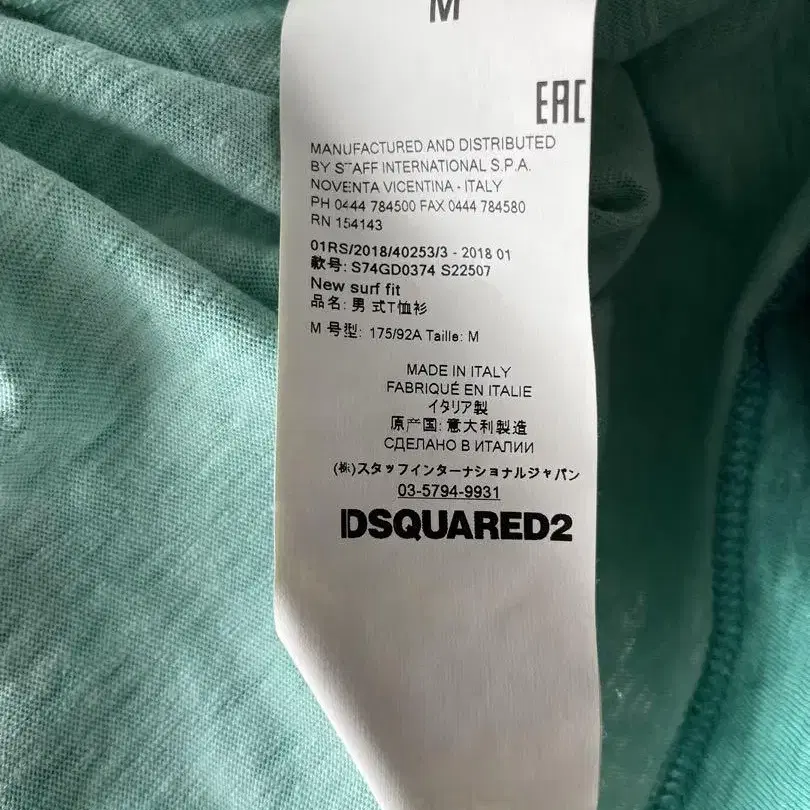 M
EAC
MANUFACTURED AND DISTRIBUTED
BY STAFF INTERNATIONAL S.P.A.
NOVENTA VICENTINA - ITALY
PH 0444 784500 FAX 0444 784580
RN 154143
01RS/2018/40253/3 - 2018 01
款号: S74GD0374 S22507
New surf fit
品名: 男 式T恤衫
M 号型: 175/92A Taille: M
MADE IN ITALY
FABRIQUÉ EN ITALIE
イタリア製
原产国: 意大利製造
СДЕЛАНО В ИТАЛИИ
(株)スタッフインターナショナルジャパン
03-5794-9931
DSQUARED2